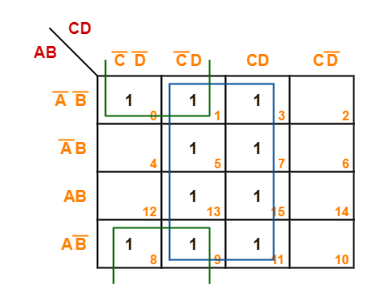 CD
AB
C̅ D̅ C̅ D CD C D̅
A̅ B̅ 1 0 1 1 1 3 2
A̅ B 4 1 5 1 7 6
AB 12 1 13 1 15 14
A B̅ 1 8 1 9 1 11 10